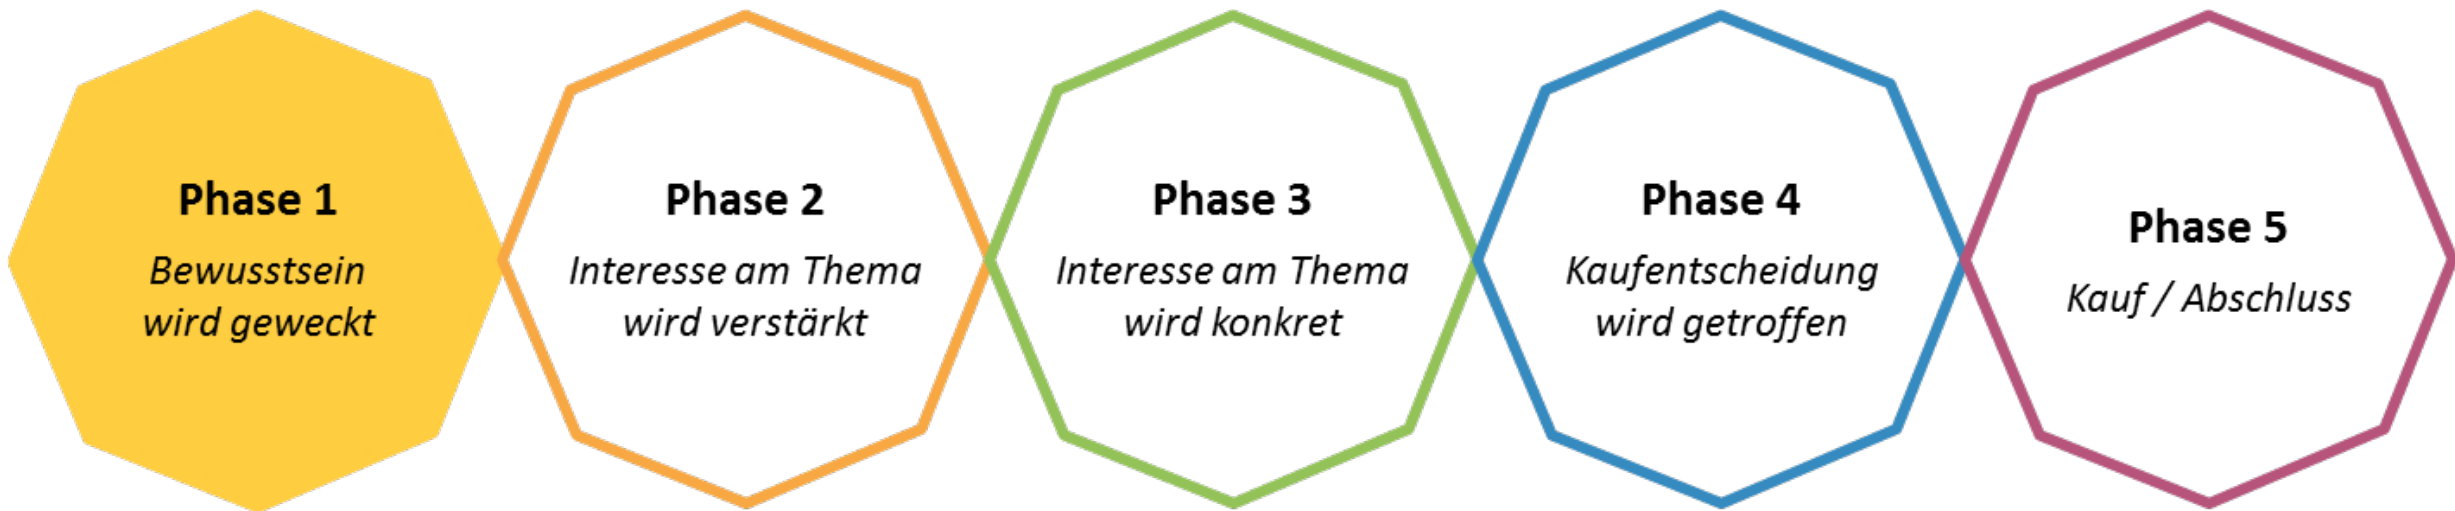 Phase 1
Bewusstsein
wird geweckt
Phase 2
Interesse am Thema
wird verstärkt
Phase 3
Interesse am Thema
wird konkret
Phase 4
Kaufentscheidung
wird getroffen
Phase 5
Kauf / Abschluss